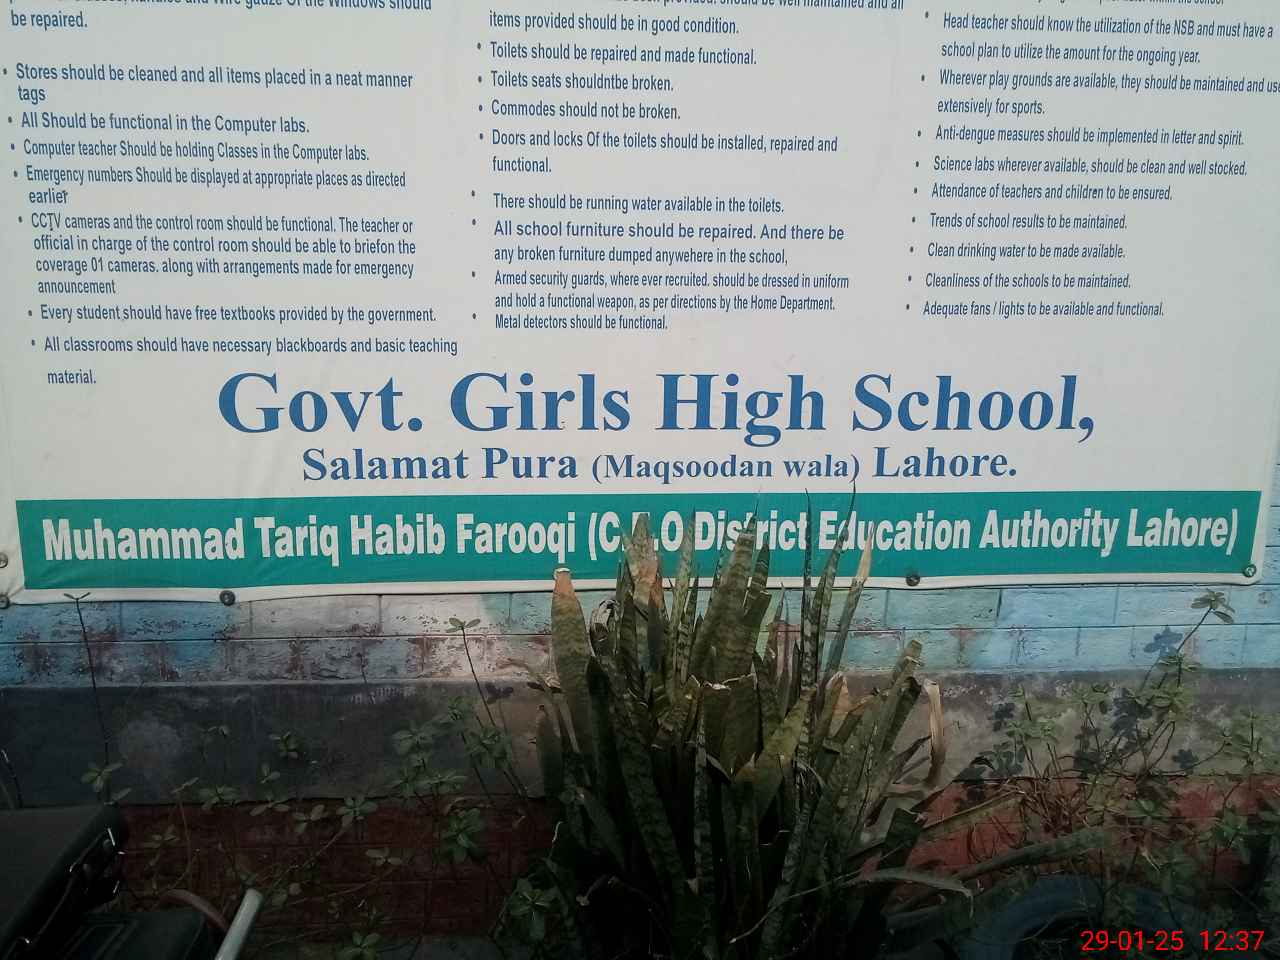 Of the Windows should
be repaired.
• Stores should be cleaned and all items placed in a neat manner
tags
• All Should be functional in the Computer labs.
• Computer teacher Should be holding Classes in the Computer labs.
• Emergency numbers Should be displayed at appropriate places as directed
earlier
• CCTV cameras and the control room should be functional. The teacher or
official in charge of the control room should be able to briefon the
coverage 01 cameras. along with arrangements made for emergency
announcement
• Every student should have free textbooks provided by the government.
• All classrooms should have necessary blackboards and basic teaching
material.
should be well maintained and all
items provided should be in good condition.
• Toilets should be repaired and made functional.
• Toilets seats shouldntbe broken.
• Commodes should not be broken.
• Doors and locks Of the toilets should be installed, repaired and
functional.
• There should be running water available in the toilets.
• All school furniture should be repaired. And there be
any broken furniture dumped anywhere in the school,
• Armed security guards, where ever recruited. should be dressed in uniform
and hold a functional weapon, as per directions by the Home Department.
• Metal detectors should be functional.
• Head teacher should know the utilization of the NSB and must have a
school plan to utilize the amount for the ongoing year.
• Wherever play grounds are available, they should be maintained and use
extensively for sports.
• Anti-dengue measures should be implemented in letter and spirit.
• Science labs wherever available, should be clean and well stocked.
• Attendance of teachers and children to be ensured.
• Trends of school results to be maintained.
• Clean drinking water to be made available.
• Cleanliness of the schools to be maintained.
• Adequate fans / lights to be available and functional.
Govt. Girls High School,
Salamat Pura (Maqsoodan wala) Lahore.
Muhammad Tariq Habib Farooqi (C.E.O District Education Authority Lahore)
29-01-25 12:37